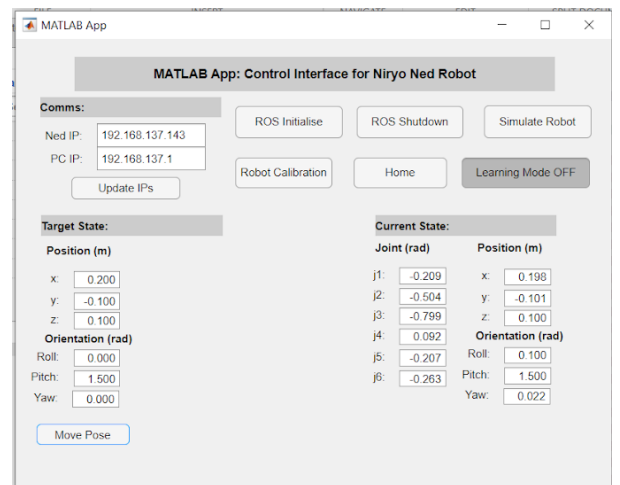 FILE INSERT NAVIGATE EDIT
MATLAB App
MATLAB App: Control Interface for Niryo Ned Robot
Comms:
Ned IP: 192.168.137.143
PC IP: 192.168.137.1
Update IPs
ROS Initialise ROS Shutdown Simulate Robot
Robot Calibration Home Learning Mode OFF
Target State:
Position (m)
x: 0.200
y: -0.100
z: 0.100
Orientation (rad)
Roll: 0.000
Pitch: 1.500
Yaw: 0.000
Move Pose
Current State:
Joint (rad)
j1: -0.209
j2: -0.504
j3: -0.799
j4: 0.092
j5: -0.207
j6: -0.263
Position (m)
x: 0.198
y: -0.101
z: 0.100
Orientation (rad)
Roll: 0.100
Pitch: 1.500
Yaw: 0.022